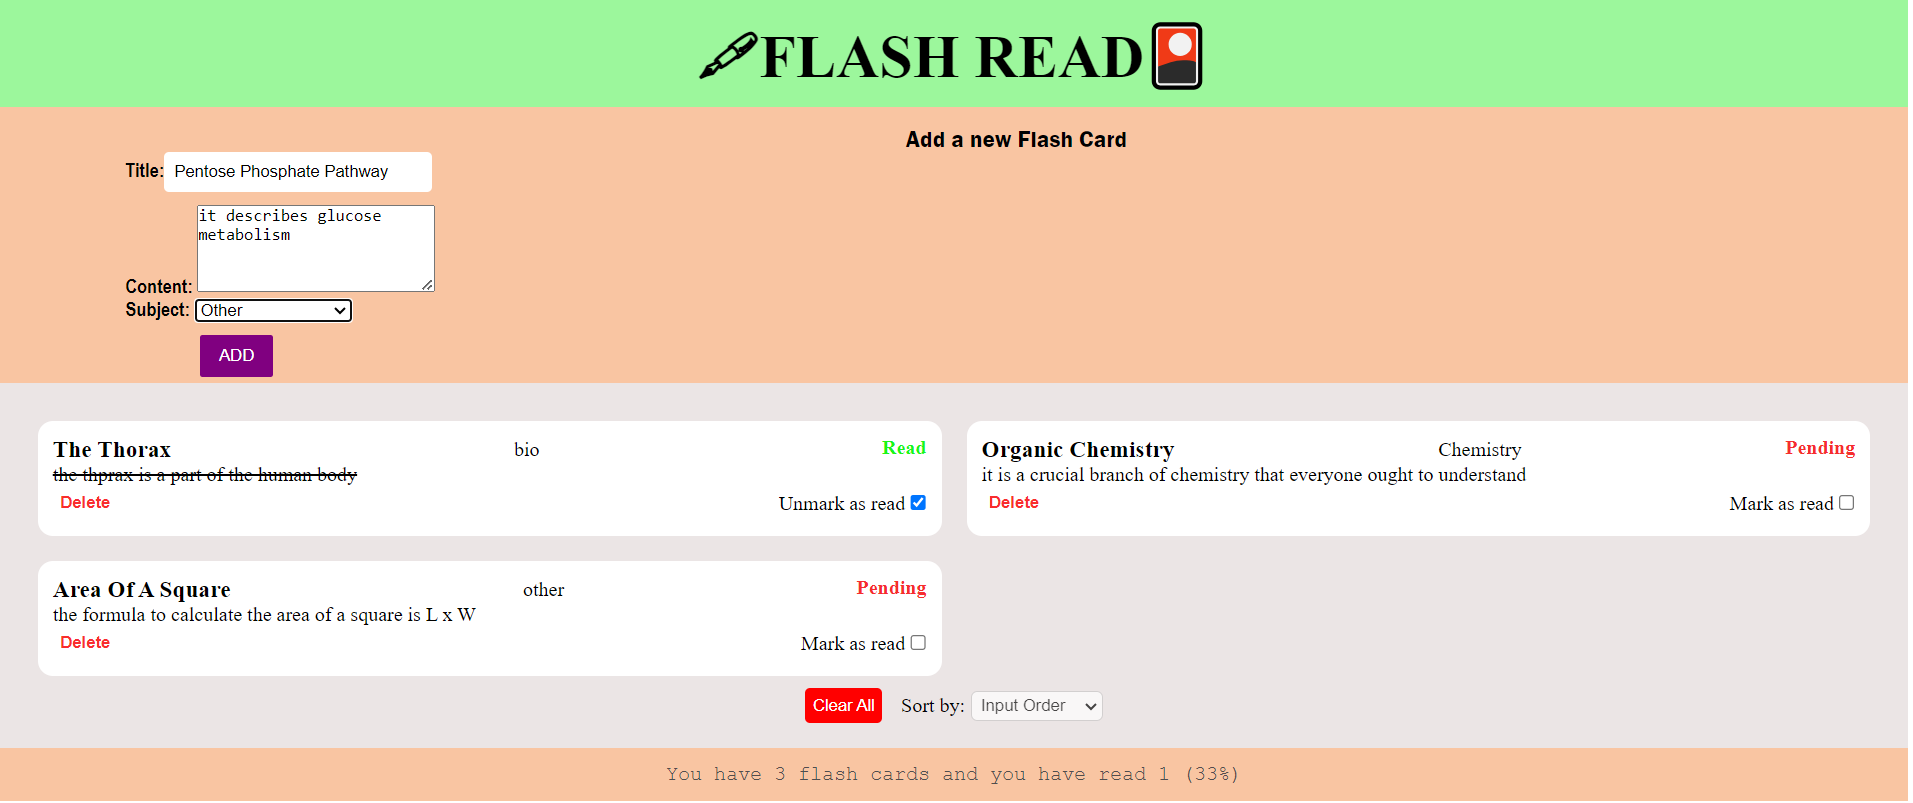 FLASH READ
Add a new Flash Card
Title: Pentose Phosphate Pathway
it describes glucose
metabolism
Content:
Subject: Other
ADD
The Thorax bio Read
the thprax is a part of the human body
Delete Unmark as read
Organic Chemistry Chemistry Pending
it is a crucial branch of chemistry that everyone ought to understand
Delete Mark as read
Area Of A Square other Pending
the formula to calculate the area of a square is L x W
Delete Mark as read
Clear All Sort by: Input Order
You have 3 flash cards and you have read 1 (33%)